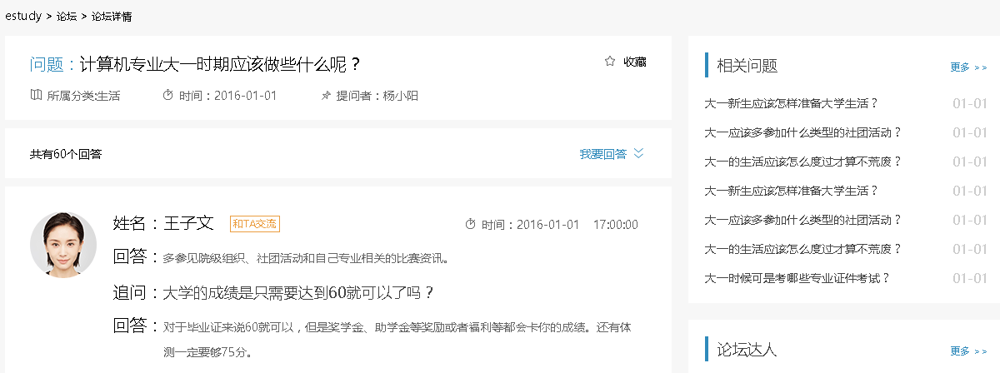 estudy > 论坛 > 论坛详情
问题：计算机专业大一时期应该做些什么呢？
收藏
所属分类:生活 时间：2016-01-01 提问者：杨小阳
共有60个回答
我要回答
姓名：王子文 和TA交流 时间：2016-01-01 17:00:00
回答：多参见院级组织、社团活动和自己专业相关的比赛资讯。
追问：大学的成绩是只需要达到60就可以了吗？
回答：对于毕业证来说60就可以，但是奖学金、助学金等奖励或者福利等都会卡你的成绩。还有体
测一定要够75分。
相关问题 更多 >>
大一新生应该怎样准备大学生活？ 01-01
大一应该多参加什么类型的社团活动？ 01-01
大一的生活应该怎么度过才算不荒废？ 01-01
大一新生应该怎样准备大学生活？ 01-01
大一应该多参加什么类型的社团活动？ 01-01
大一的生活应该怎么度过才算不荒废？ 01-01
大一时候可是考哪些专业证件考试？ 01-01
论坛达人 更多 >>